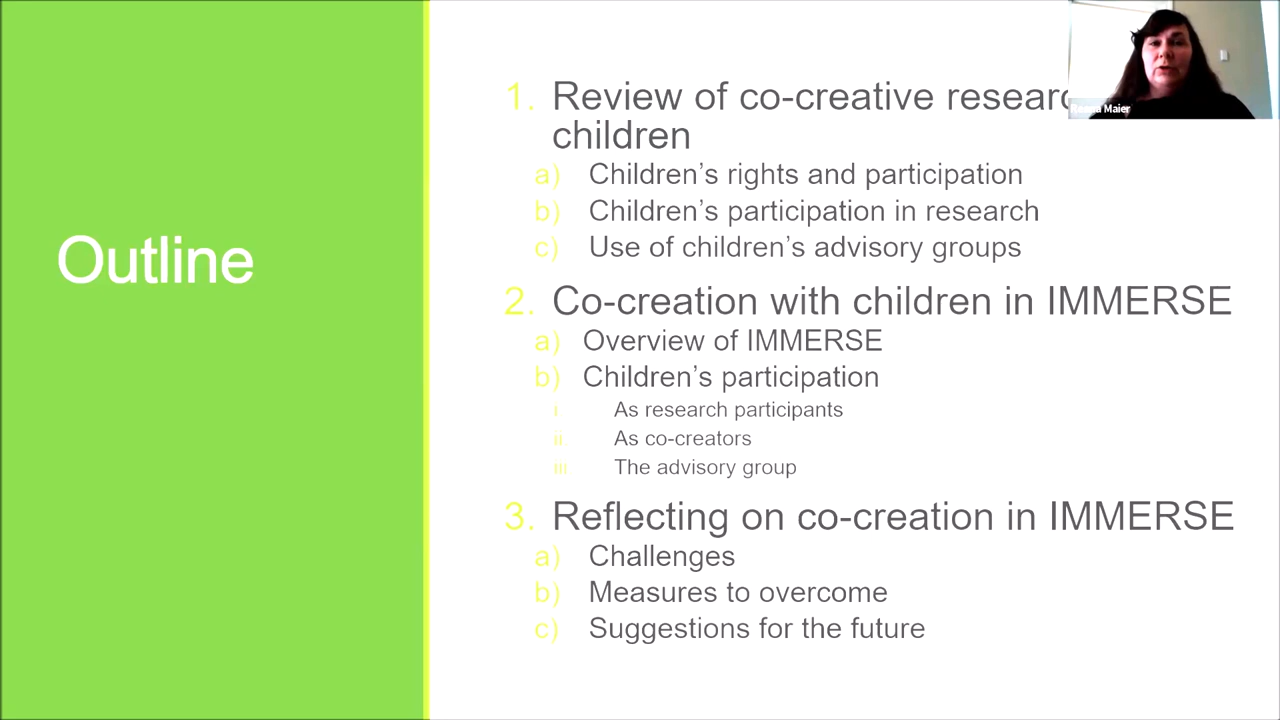 Outline
1. Review of co-creative researc
children
a) Children’s rights and participation
b) Children’s participation in research
c) Use of children’s advisory groups
2. Co-creation with children in IMMERSE
a) Overview of IMMERSE
b) Children’s participation
i As research participants
ii. As co-creators
iii. The advisory group
3. Reflecting on co-creation in IMMERSE
a) Challenges
b) Measures to overcome
c) Suggestions for the future
Maier